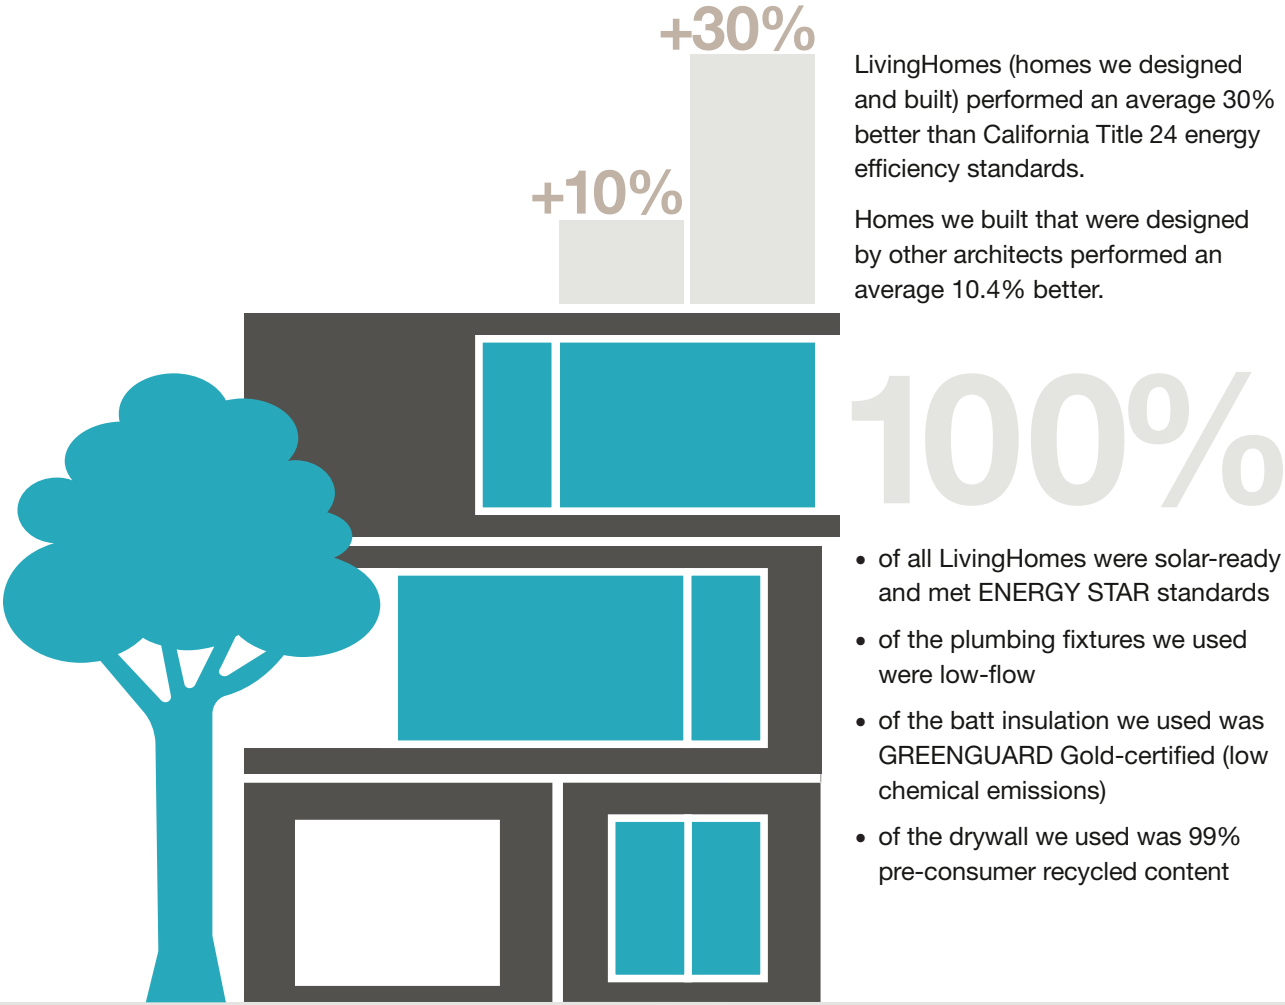 +30%
+10%
LivingHomes (homes we designed
and built) performed an average 30%
better than California Title 24 energy
efficiency standards.
Homes we built that were designed
by other architects performed an
average 10.4% better.
100%
• of all LivingHomes were solar-ready
and met ENERGY STAR standards
• of the plumbing fixtures we used
were low-flow
• of the batt insulation we used was
GREENGUARD Gold-certified (low
chemical emissions)
• of the drywall we used was 99%
pre-consumer recycled content